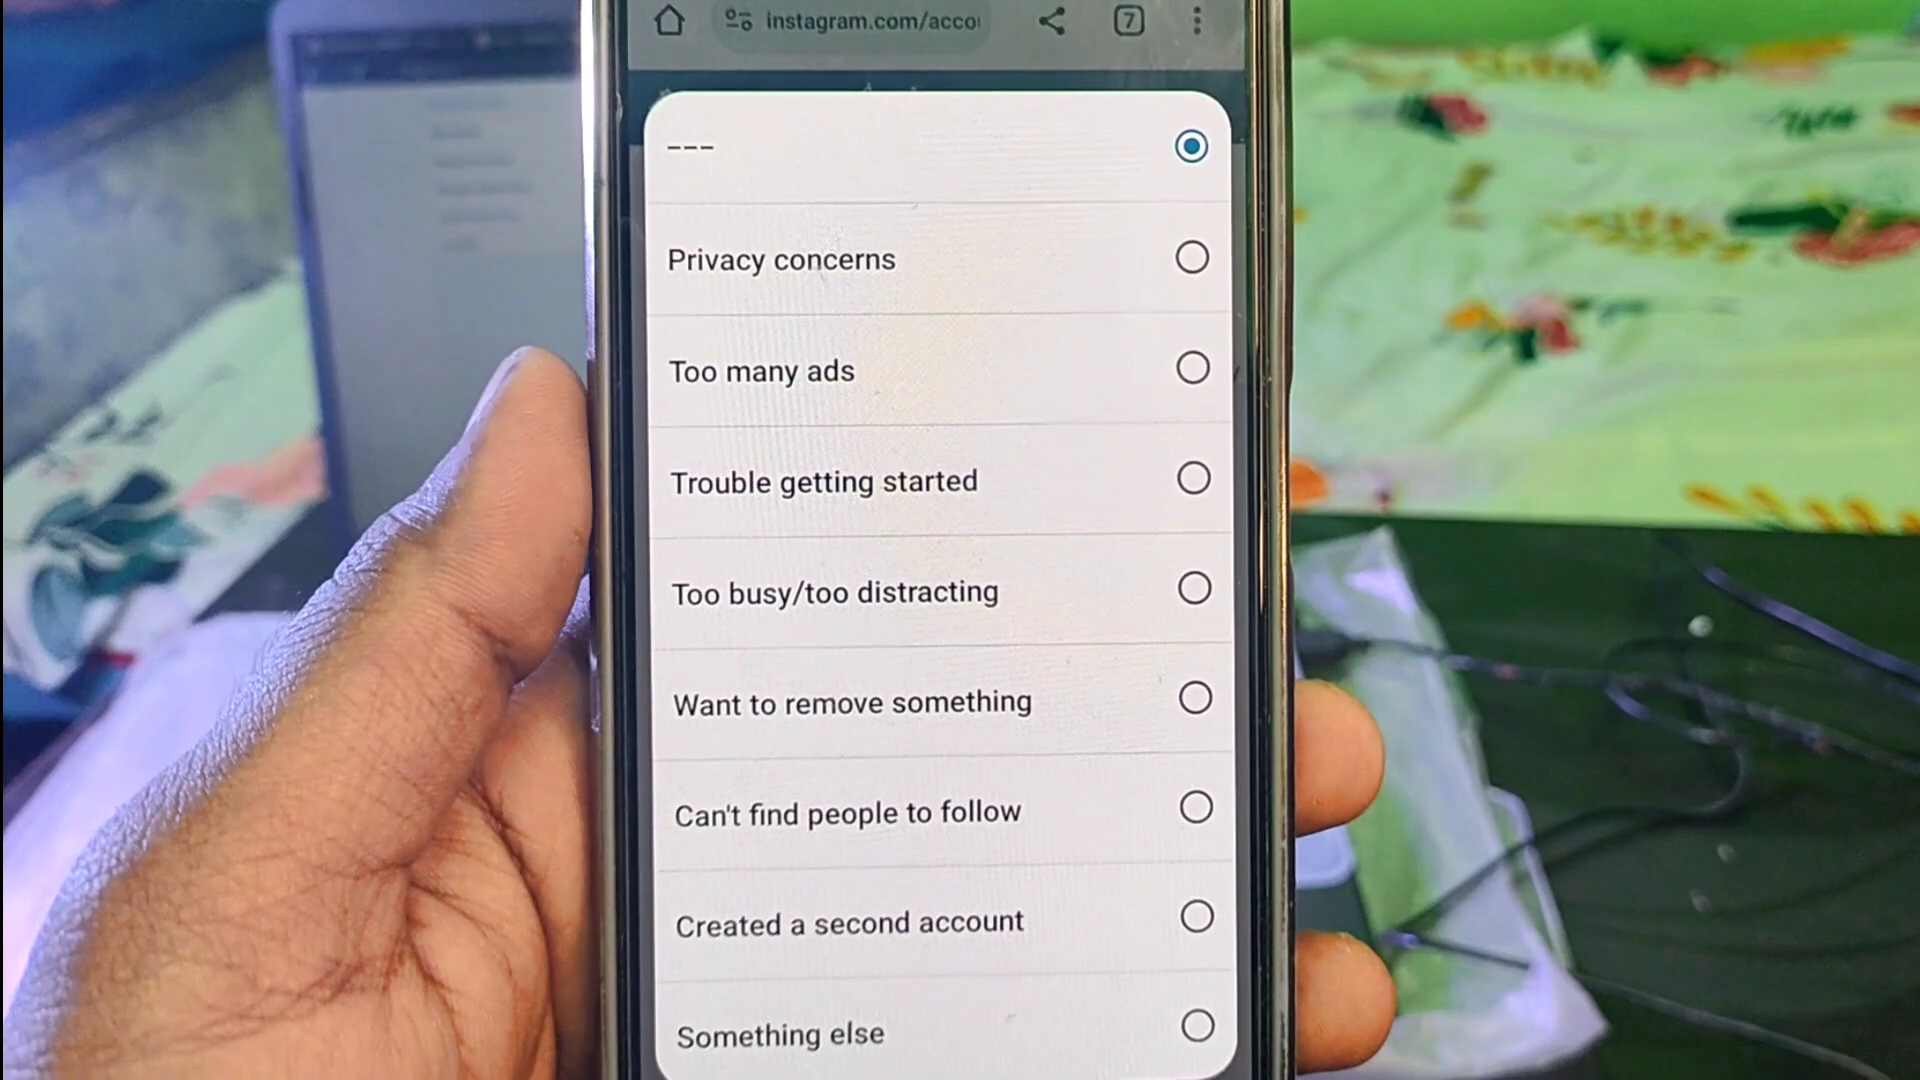 instagram.com/acco
7
---
Privacy concerns
Too many ads
Trouble getting started
Too busy/too distracting
Want to remove something
Can't find people to follow
Created a second account
Something else